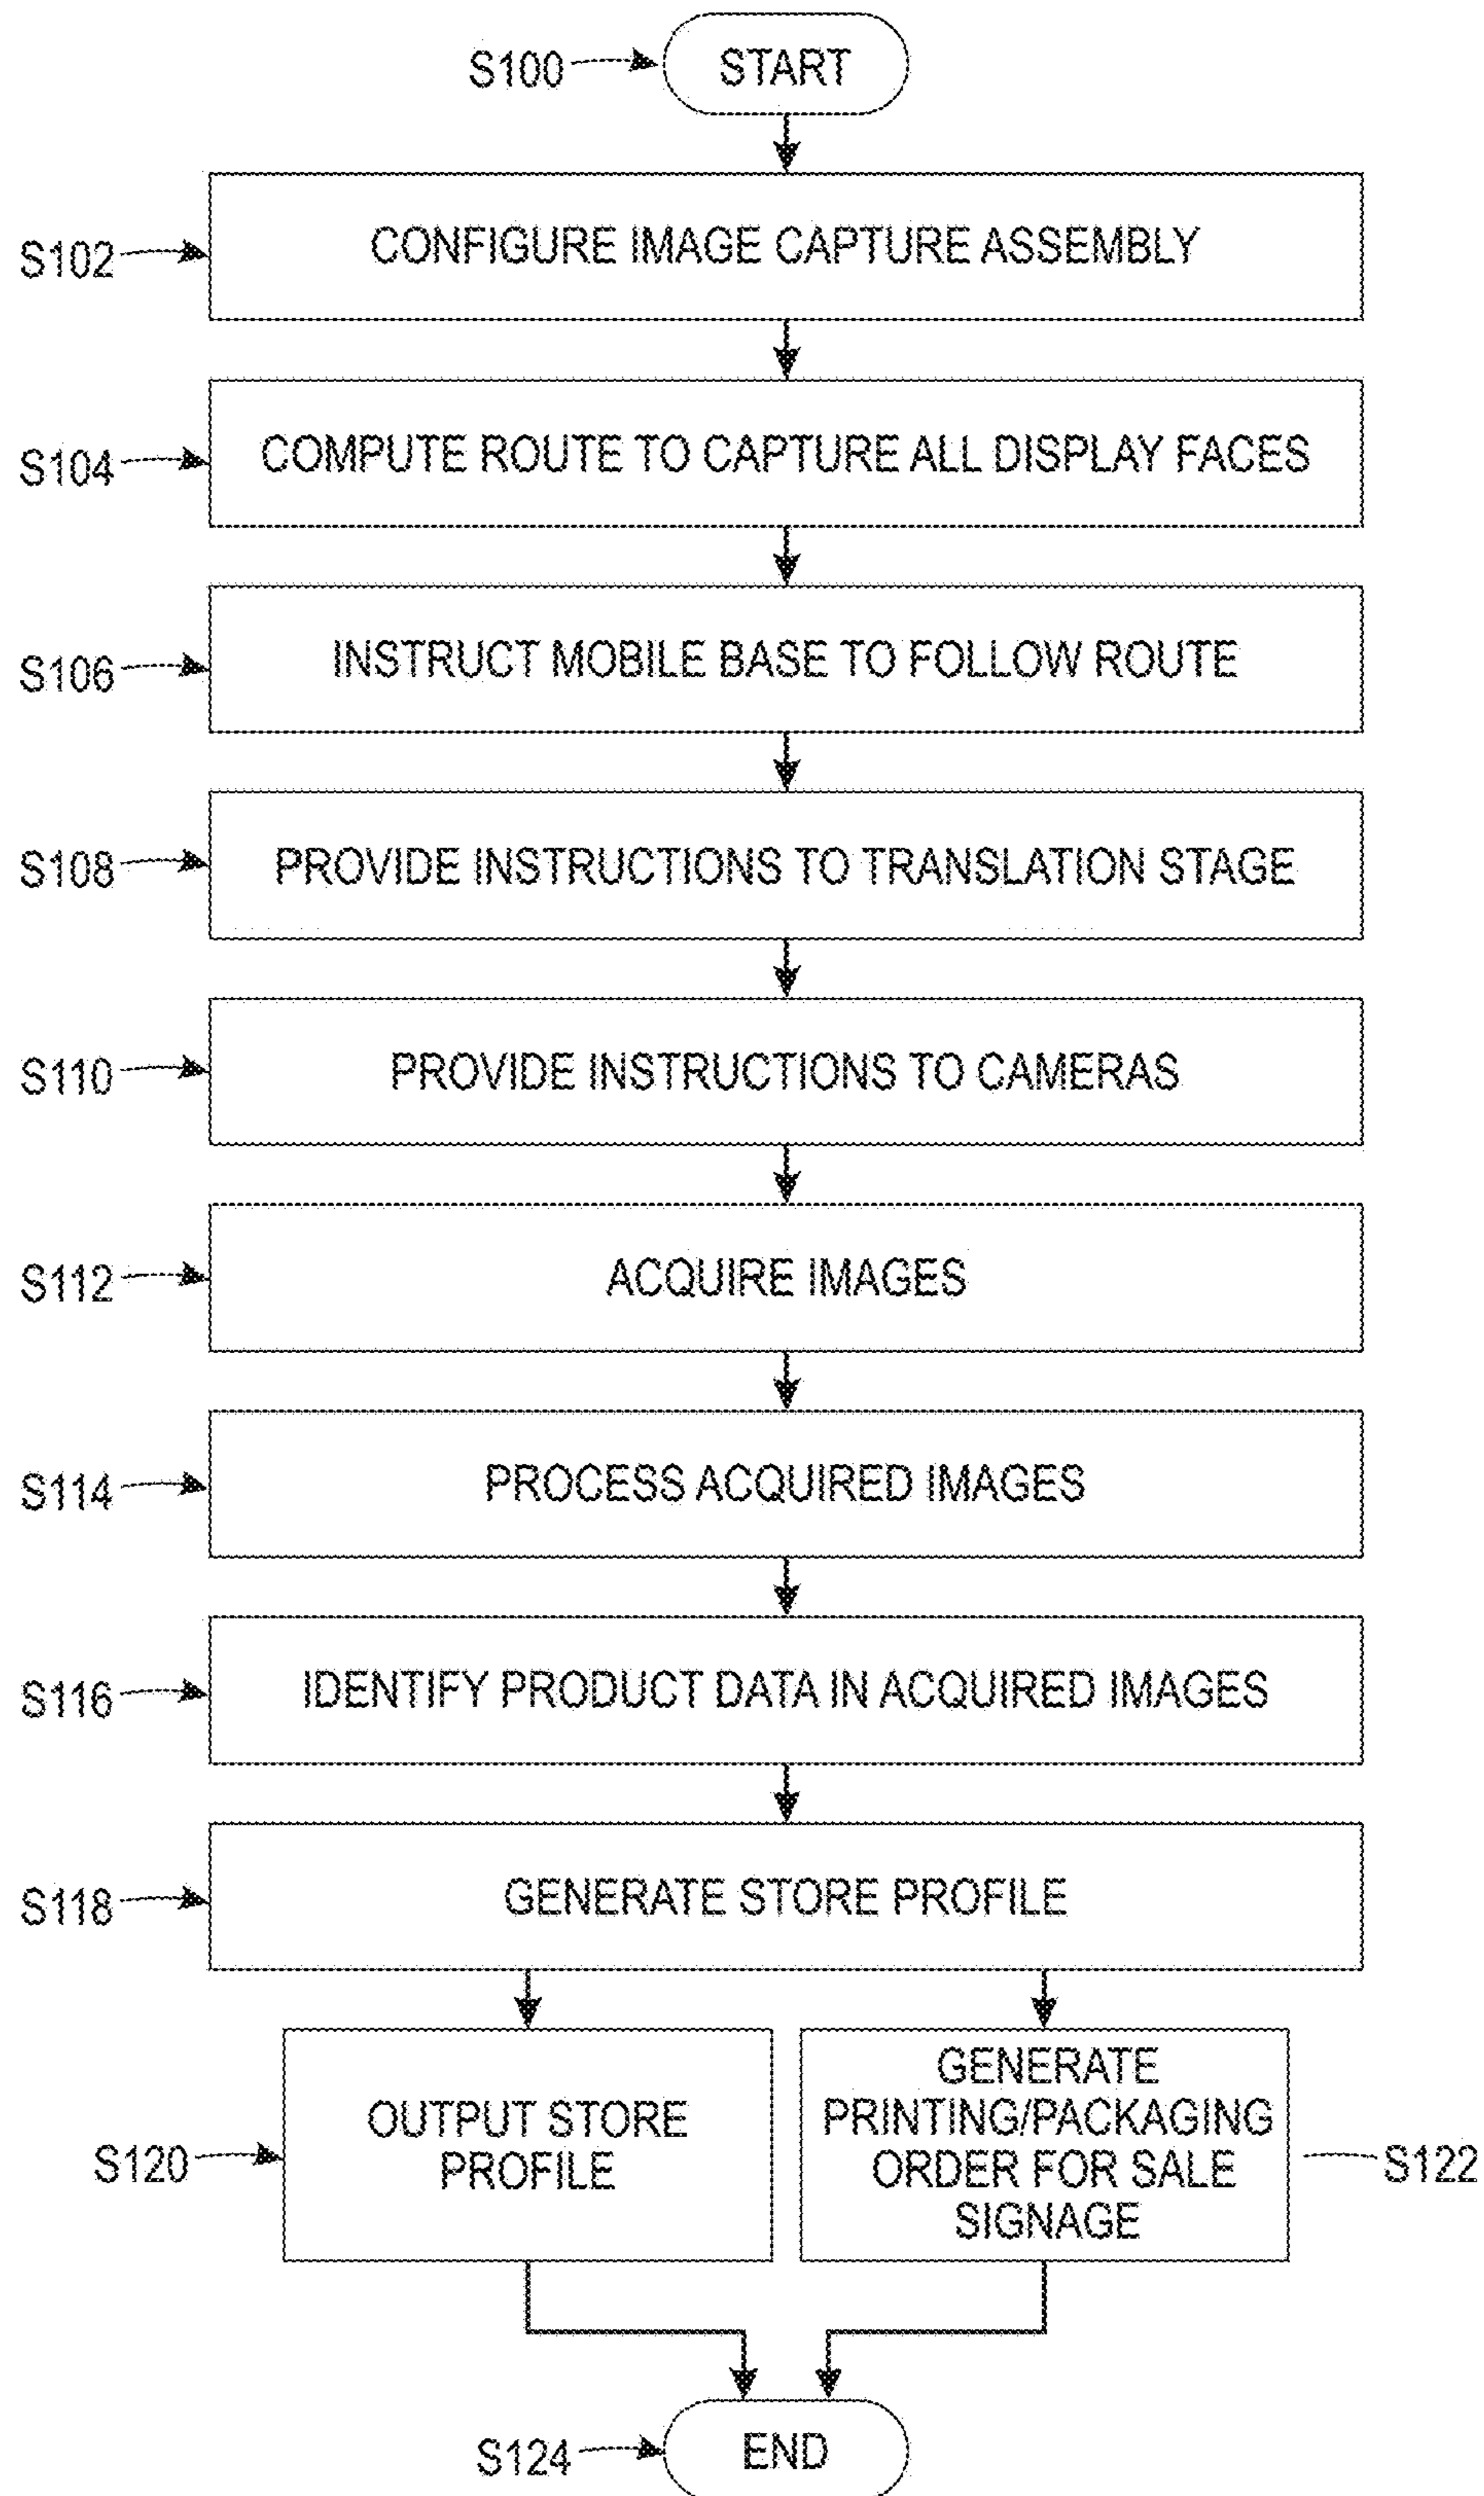 S100
START
S102
CONFIGURE IMAGE CAPTURE ASSEMBLY
S104
COMPUTE ROUTE TO CAPTURE ALL DISPLAY FACES
S106
INSTRUCT MOBILE BASE TO FOLLOW ROUTE
S108
PROVIDE INSTRUCTIONS TO TRANSLATION STAGE
S110
PROVIDE INSTRUCTIONS TO CAMERAS
S112
ACQUIRE IMAGES
S114
PROCESS ACQUIRED IMAGES
S116
IDENTIFY PRODUCT DATA IN ACQUIRED IMAGES
S118
GENERATE STORE PROFILE
S120
OUTPUT STORE
PROFILE
GENERATE
PRINTING/PACKAGING
ORDER FOR SALE
SIGNAGE
S122
S124
END